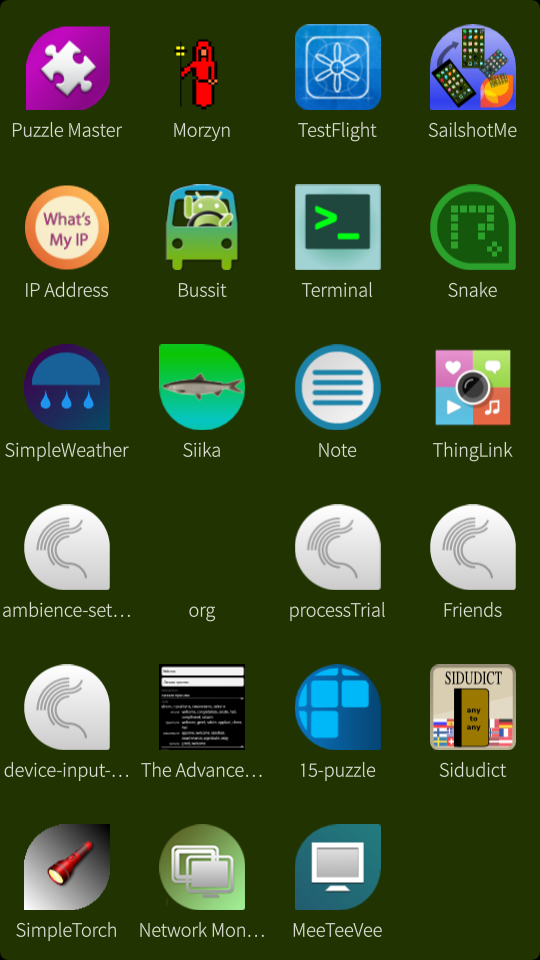 Puzzle Master
Morzyn
TestFlight
SailshotMe
What's
My IP
IP Address
Bussit
>_
Terminal
Snake
SimpleWeather
Siika
Note
ThingLink
ambience-set…
org
processTrial
Friends
device-input-…
The Advance…
15-puzzle
SIDUDICT
any
to
any
Sidudict
SimpleTorch
Network Mon…
MeeTeeVee